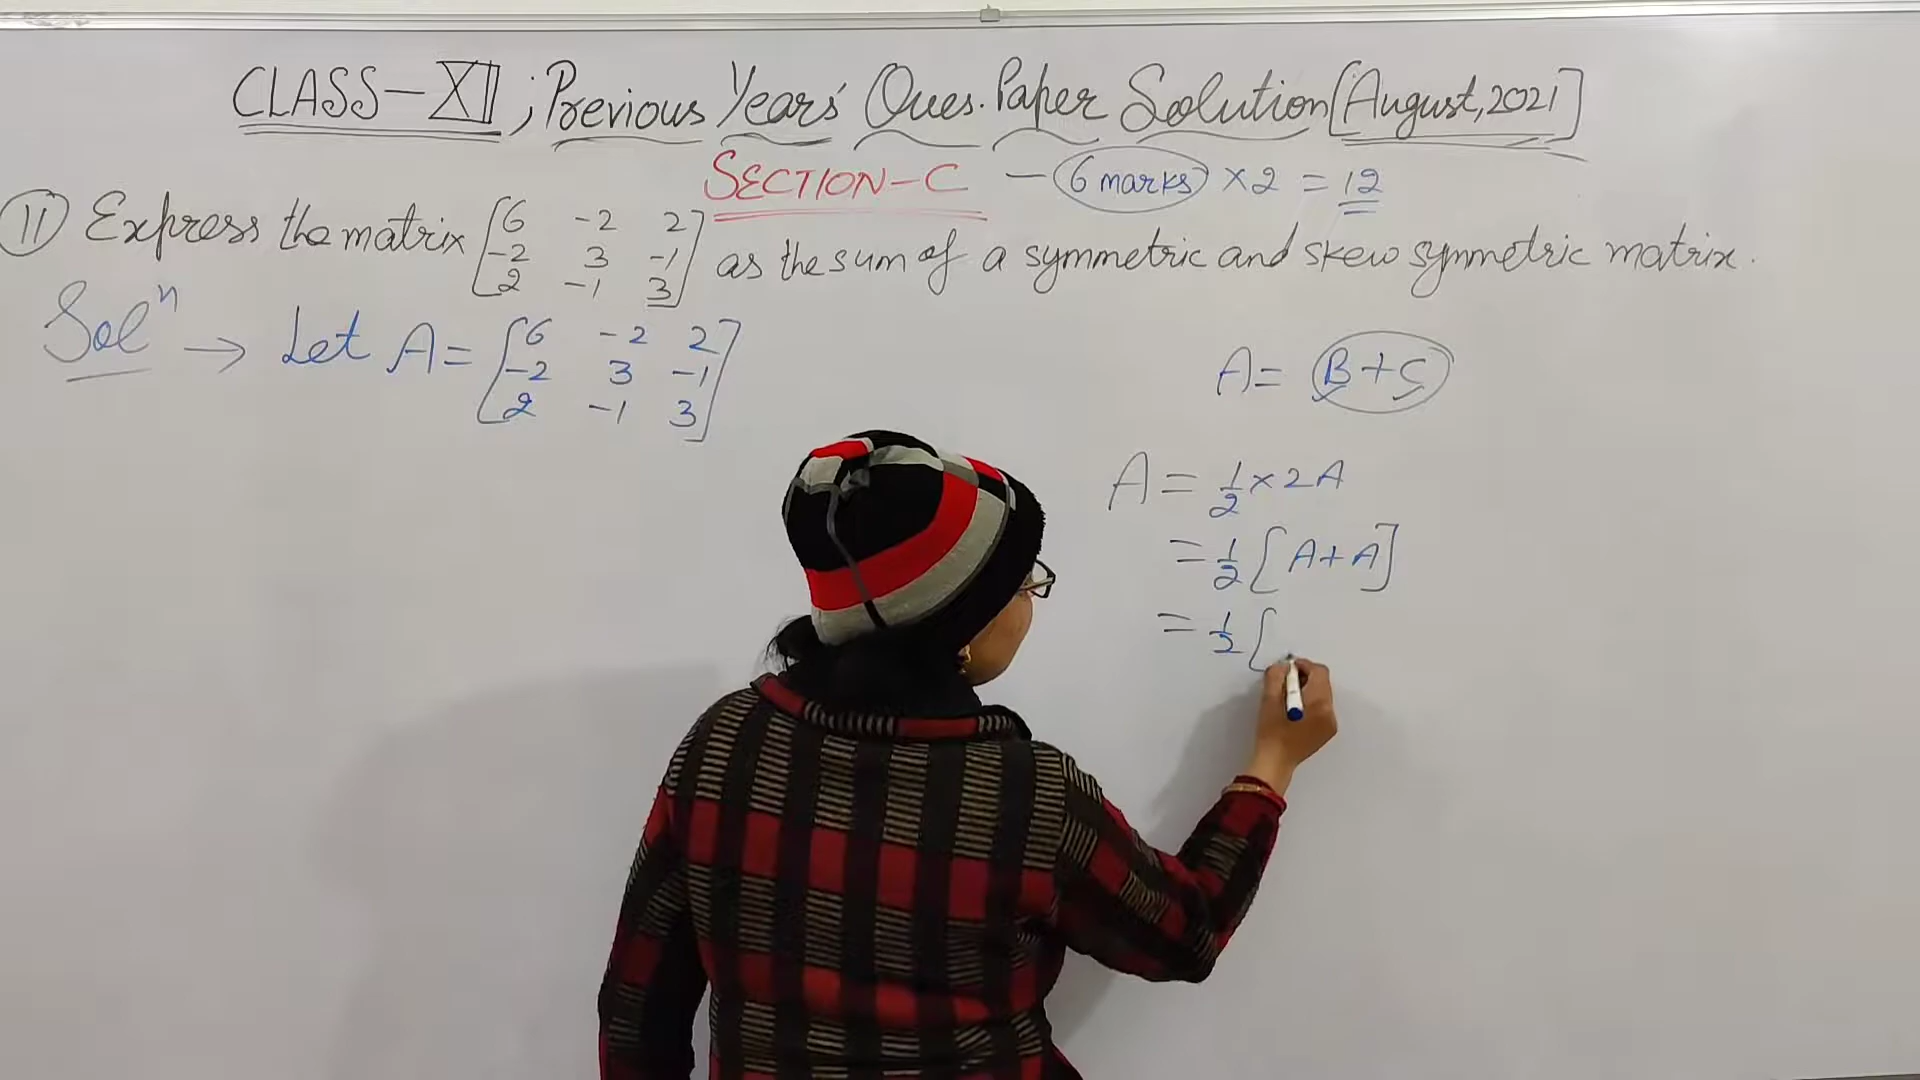 CLASS-XII; Previous Years' Ques. Paper Solution [August, 2021]
SECTION-C - 6 marks × 2 = 12
11 Express the matrix [6 -2 2
-2 3 -1
2 -1 3] as the sum of a symmetric and skew symmetric matrix.
Solⁿ → Let A = [6 -2 2
-2 3 -1
2 -1 3]
A = B+C
A = 1/2 × 2A
= 1/2 [A+A]
= 1/2 [